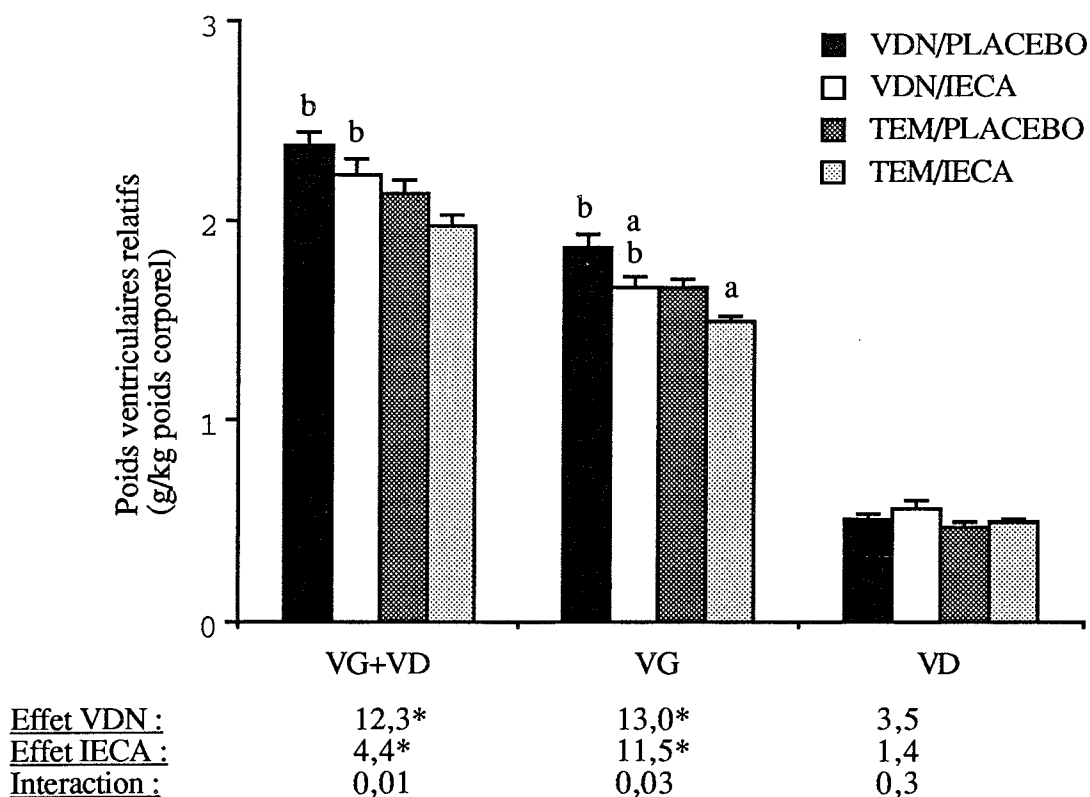 3
2
1
0
Poids ventriculaires relatifs
(g/kg poids corporel)
VDN/PLACEBO
VDN/IECA
TEM/PLACEBO
TEM/IECA
b
b
b
a
b
a
VG+VD
VG
VD
Effet VDN : 12,3* 13,0* 3,5
Effet IECA : 4,4* 11,5* 1,4
Interaction : 0,01 0,03 0,3